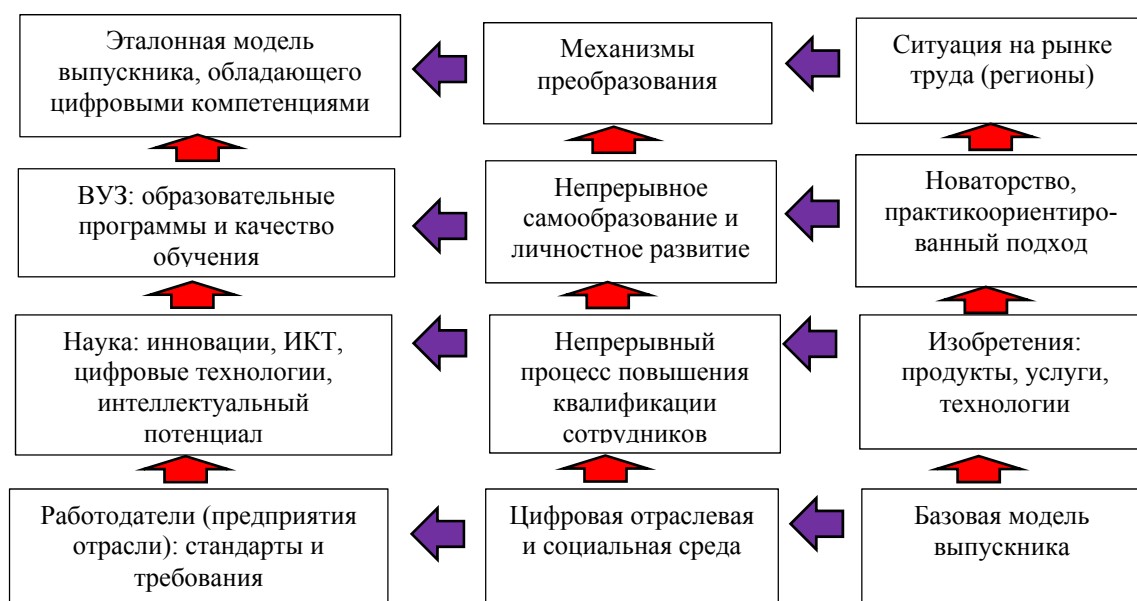 Эталонная модель
выпускника, обладающего
цифровыми компетенциями
Механизмы
преобразования
Ситуация на рынке
труда (регионы)
ВУЗ: образовательные
программы и качество
обучения
Непрерывное
самообразование и
личностное развитие
Новаторство,
практикоориентиро-
ванный подход
Наука: инновации, ИКТ,
цифровые технологии,
интеллектуальный
потенциал
Непрерывный
процесс повышения
квалификации
сотрудников
Изобретения:
продукты, услуги,
технологии
Работодатели (предприятия
отрасли): стандарты и
требования
Цифровая отраслевая
и социальная среда
Базовая модель
выпускника